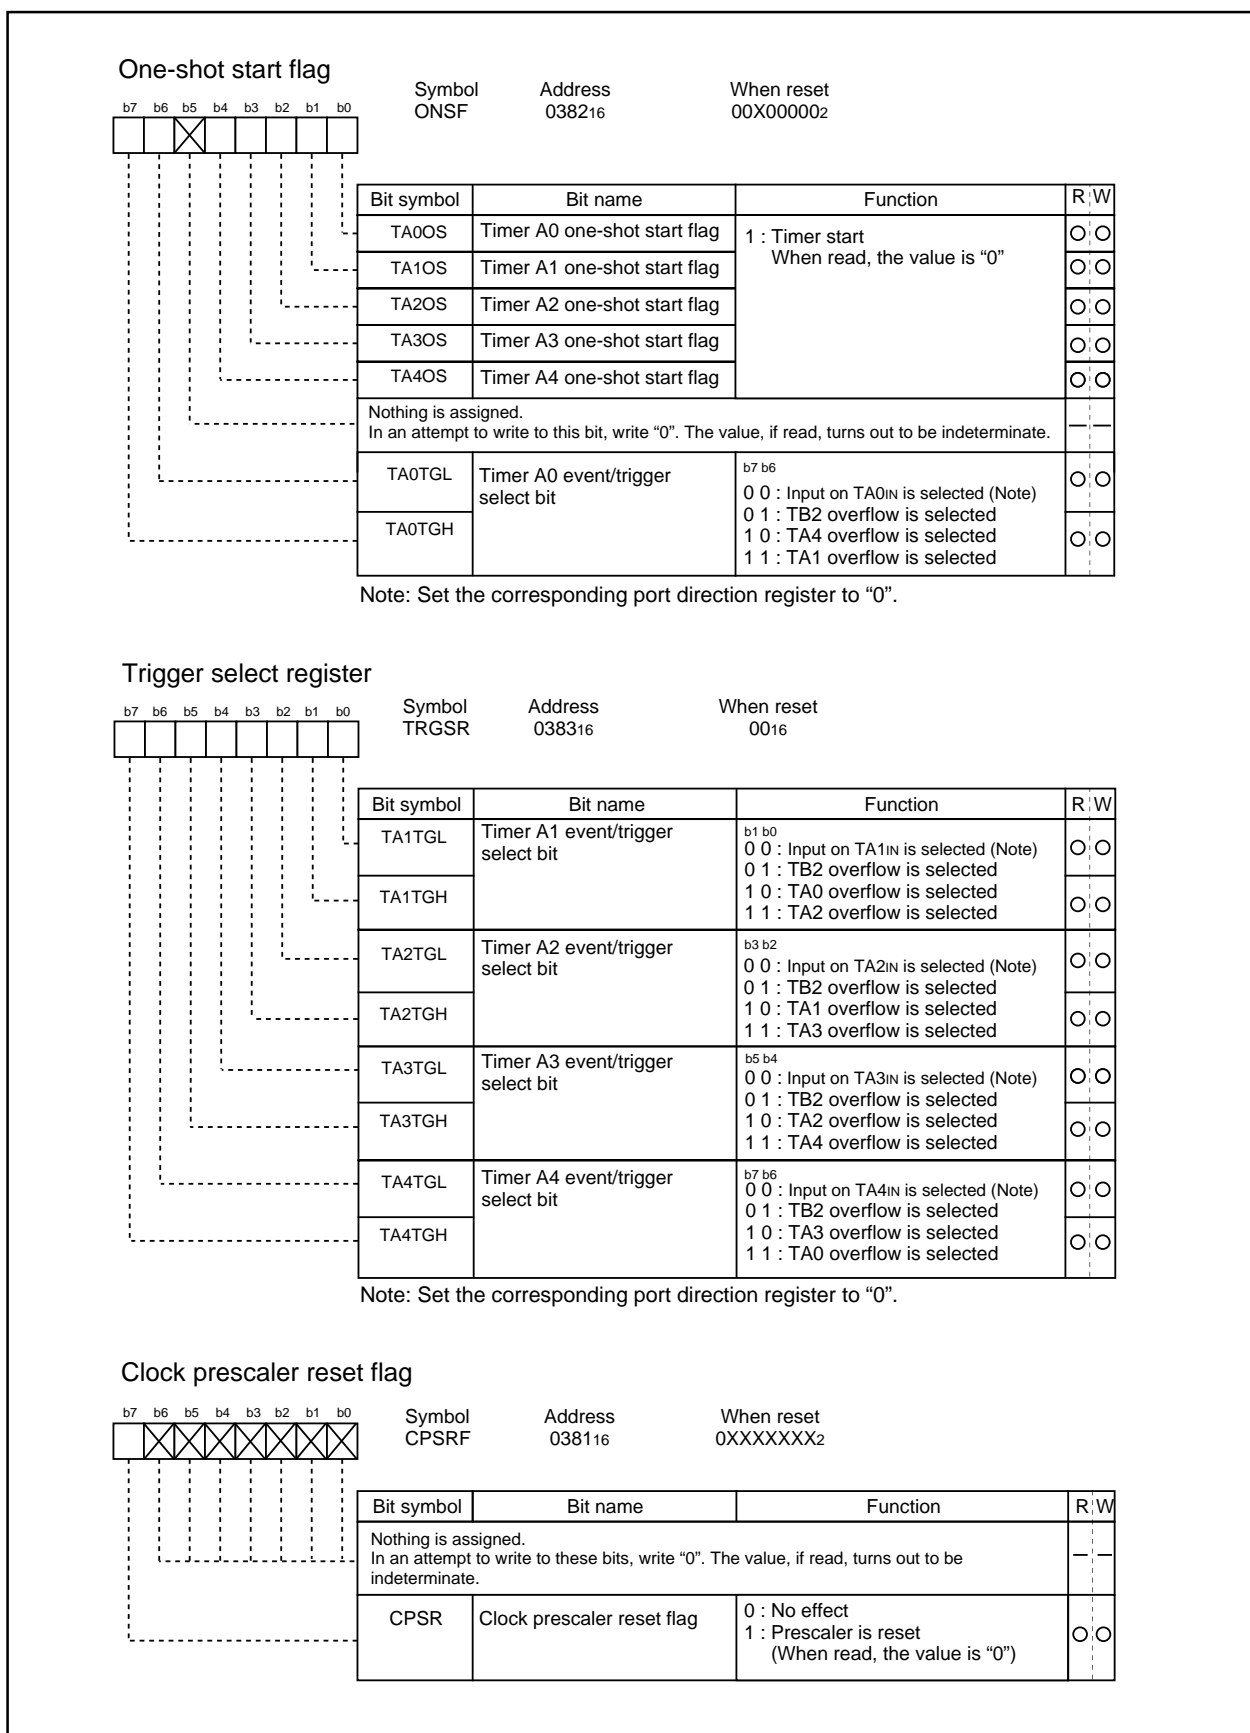 One-shot start flag
Symbol Address When reset
ONSF 038216 00X000002
b7 b6 b5 b4 b3 b2 b1 b0
Bit symbol Bit name Function R W
TA0OS Timer A0 one-shot start flag 1 : Timer start
When read, the value is “0”
TA1OS Timer A1 one-shot start flag
TA2OS Timer A2 one-shot start flag
TA3OS Timer A3 one-shot start flag
TA4OS Timer A4 one-shot start flag
Nothing is assigned.
In an attempt to write to this bit, write “0”. The value, if read, turns out to be indeterminate.
TA0TGL Timer A0 event/trigger select bit b7 b6
0 0 : Input on TA0IN is selected (Note)
0 1 : TB2 overflow is selected
TA0TGH 1 0 : TA4 overflow is selected
1 1 : TA1 overflow is selected
Note: Set the corresponding port direction register to “0”.
Trigger select register
Symbol Address When reset
TRGSR 038316 0016
b7 b6 b5 b4 b3 b2 b1 b0
Bit symbol Bit name Function R W
TA1TGL Timer A1 event/trigger select bit b1 b0
0 0 : Input on TA1IN is selected (Note)
0 1 : TB2 overflow is selected
TA1TGH 1 0 : TA0 overflow is selected
1 1 : TA2 overflow is selected
TA2TGL Timer A2 event/trigger select bit b3 b2
0 0 : Input on TA2IN is selected (Note)
0 1 : TB2 overflow is selected
TA2TGH 1 0 : TA1 overflow is selected
1 1 : TA3 overflow is selected
TA3TGL Timer A3 event/trigger select bit b5 b4
0 0 : Input on TA3IN is selected (Note)
0 1 : TB2 overflow is selected
TA3TGH 1 0 : TA2 overflow is selected
1 1 : TA4 overflow is selected
TA4TGL Timer A4 event/trigger select bit b7 b6
0 0 : Input on TA4IN is selected (Note)
0 1 : TB2 overflow is selected
TA4TGH 1 0 : TA3 overflow is selected
1 1 : TA0 overflow is selected
Note: Set the corresponding port direction register to “0”.
Clock prescaler reset flag
Symbol Address When reset
CPSRF 038116 0XXXXXXX2
b7 b6 b5 b4 b3 b2 b1 b0
Bit symbol Bit name Function R W
Nothing is assigned.
In an attempt to write to these bits, write “0”. The value, if read, turns out to be
indeterminate.
CPSR Clock prescaler reset flag 0 : No effect
1 : Prescaler is reset
(When read, the value is “0”)